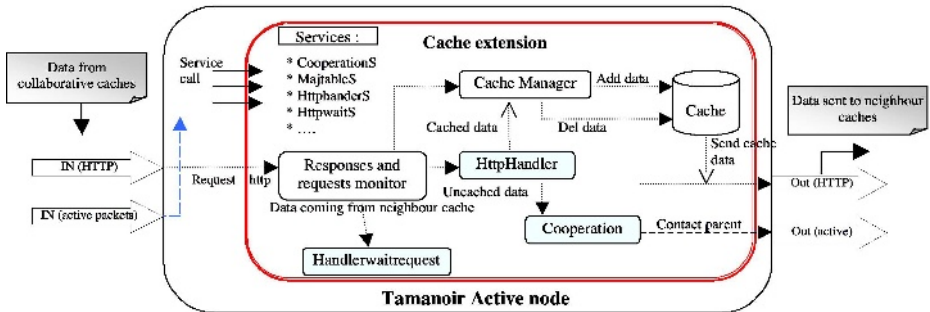 Services :
Cache extension
* CooperationS
* MajtableS
* HttphanderS
* HttpwaitS
* ....
Data from
collaborative caches
Service
call
Cache Manager
Add data
Cache
Data sent to neighbour
caches
Cached data
Del data
Send cache
data
IN (HTTP)
Request http
Responses and
requests monitor
HttpHandler
Out (HTTP)
Uncached data
Data coming from neighbour cache
IN (active packets)
Cooperation
Contact parent
Out (active)
Handlerwaitrequest
Tamanoir Active node